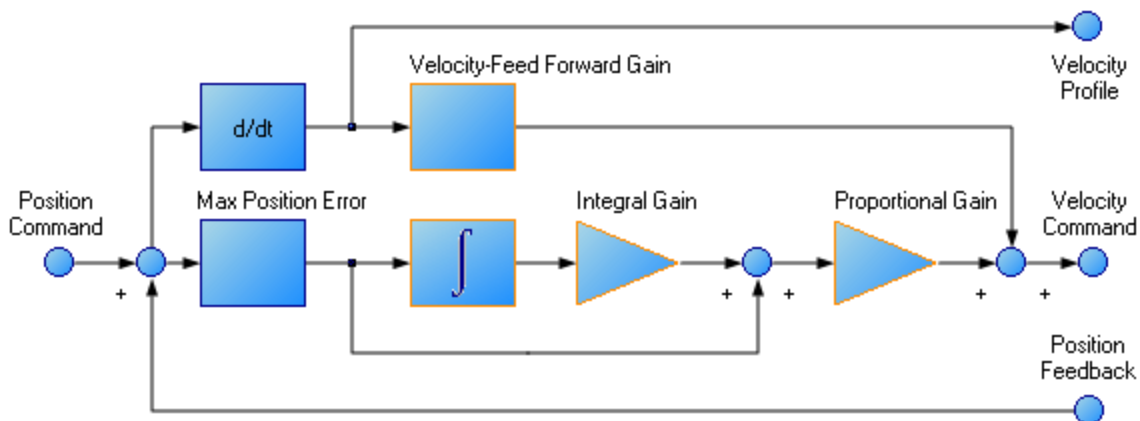 Velocity-Feed Forward Gain
Velocity
Profile
d/dt
Position
Command
Max Position Error
Integral Gain
Proportional Gain
Velocity
Command
∫
+
+
+
+
+
Position
Feedback